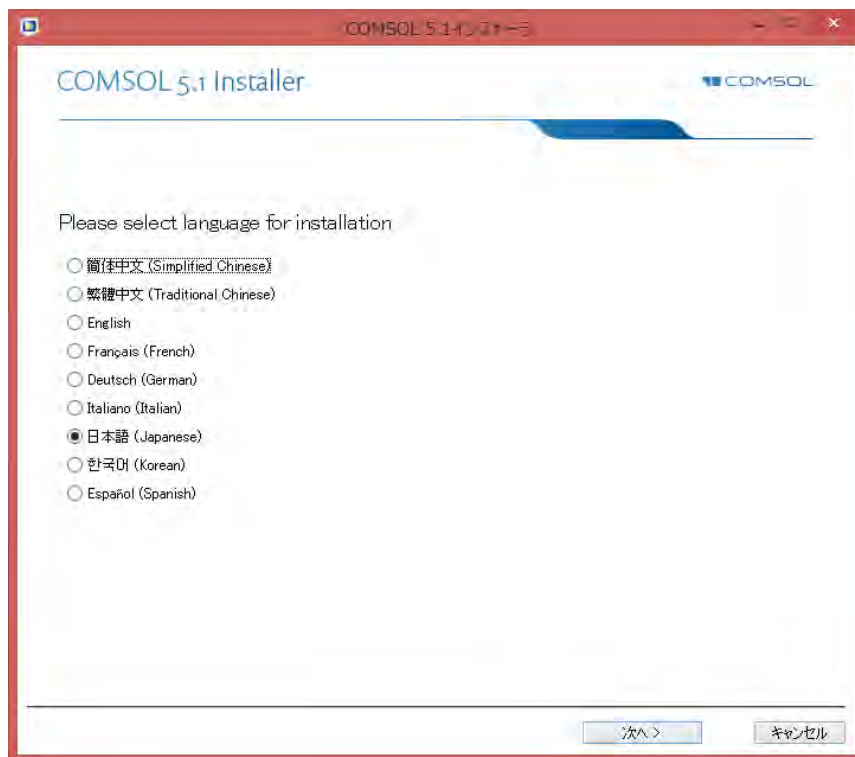 COMSOL 5.1インストーラ
COMSOL 5.1 Installer
COMSOL
Please select language for installation
简体中文 (Simplified Chinese)
繁體中文 (Traditional Chinese)
English
Français (French)
Deutsch (German)
Italiano (Italian)
日本語 (Japanese)
한국어 (Korean)
Español (Spanish)
次へ >
キャンセル